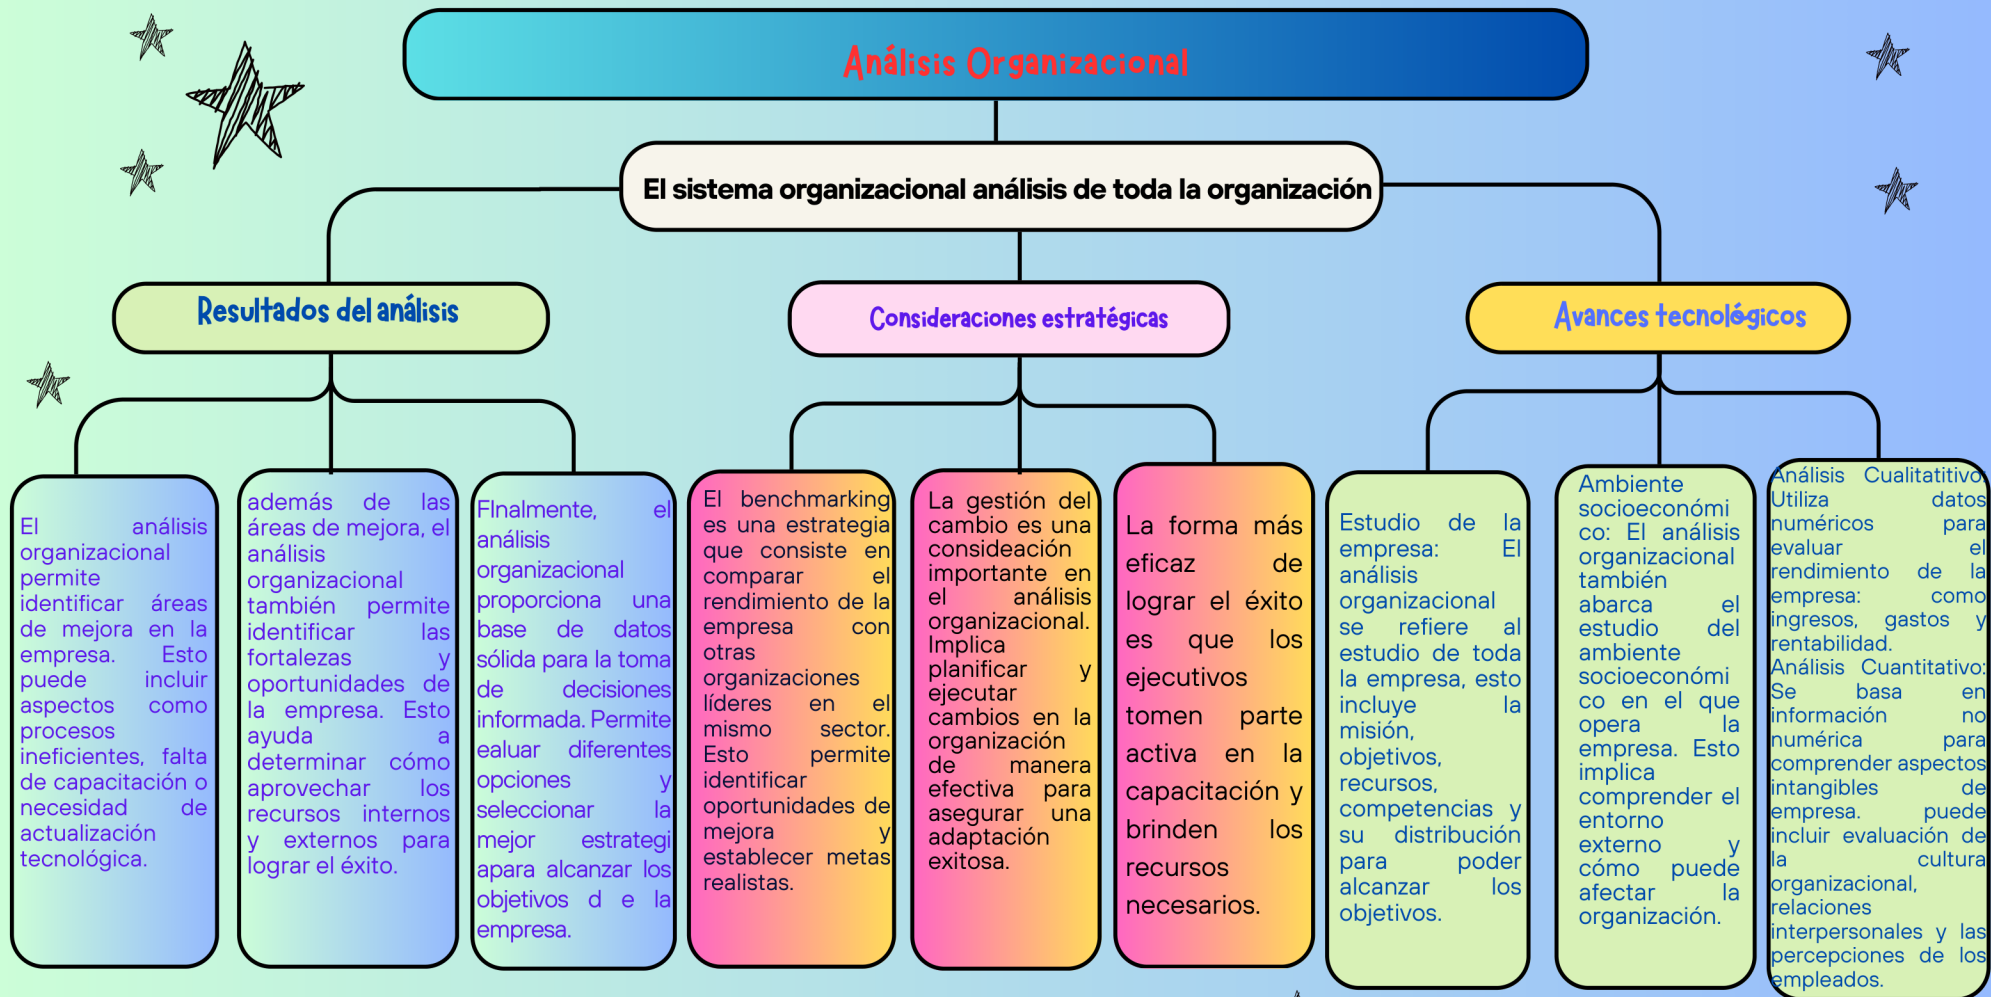 Análisis Organizacional
El sistema organizacional análisis de toda la organización
Resultados del análisis
Consideraciones estratégicas
Avances tecnológicos
El análisis
organizacional
permite
identificar áreas
de mejora en la
empresa. Esto
puede incluir
aspectos como
procesos
ineficientes, falta
de capacitación o
necesidad de
actualización
tecnológica.
además de las
áreas de mejora, el
análisis
organizacional
también permite
identificar las
fortalezas y
oportunidades de
la empresa. Esto
ayuda a
determinar cómo
aprovechar los
recursos internos
y externos para
lograr el éxito.
FInalmente, el
análisis
organizacional
proporciona una
base de datos
sólida para la toma
de decisiones
informada. Permite
ealuar diferentes
opciones y
seleccionar la
mejor estrategi
apara alcanzar los
objetivos d e la
empresa.
El benchmarking
es una estrategia
que consiste en
comparar el
rendimiento de la
empresa con
otras
organizaciones
líderes en el
mismo sector.
Esto permite
identificar
oportunidades de
mejora y
establecer metas
realistas.
La gestión del
cambio es una
consideación
importante en
el análisis
organizacional.
Implica
planificar y
ejecutar
cambios en la
organización
de manera
efectiva para
asegurar una
adaptación
exitosa.
La forma más
eficaz de
lograr el éxito
es que los
ejecutivos
tomen parte
activa en la
capacitación y
brinden los
recursos
necesarios.
Estudio de la
empresa: El
análisis
organizacional
se refiere al
estudio de toda
la empresa, esto
incluye la
misión,
objetivos,
recursos,
competencias y
su distribución
para poder
alcanzar los
objetivos.
Ambiente
socioeconómi
co: El análisis
organizacional
también
abarca el
estudio del
ambiente
socioeconómi
co en el que
opera la
empresa. Esto
implica
comprender el
entorno
externo y
cómo puede
afectar la
organización.
Análisis Cualitatitivo:
Utiliza datos
numéricos para
evaluar el
rendimiento de la
empresa: como
ingresos, gastos y
rentabilidad.
Análisis Cuantitativo:
Se basa en
información no
numérica para
comprender aspectos
intangibles de
empresa. puede
incluir evaluación de
la cultura
organizacional,
relaciones
interpersonales y las
percepciones de los
empleados.